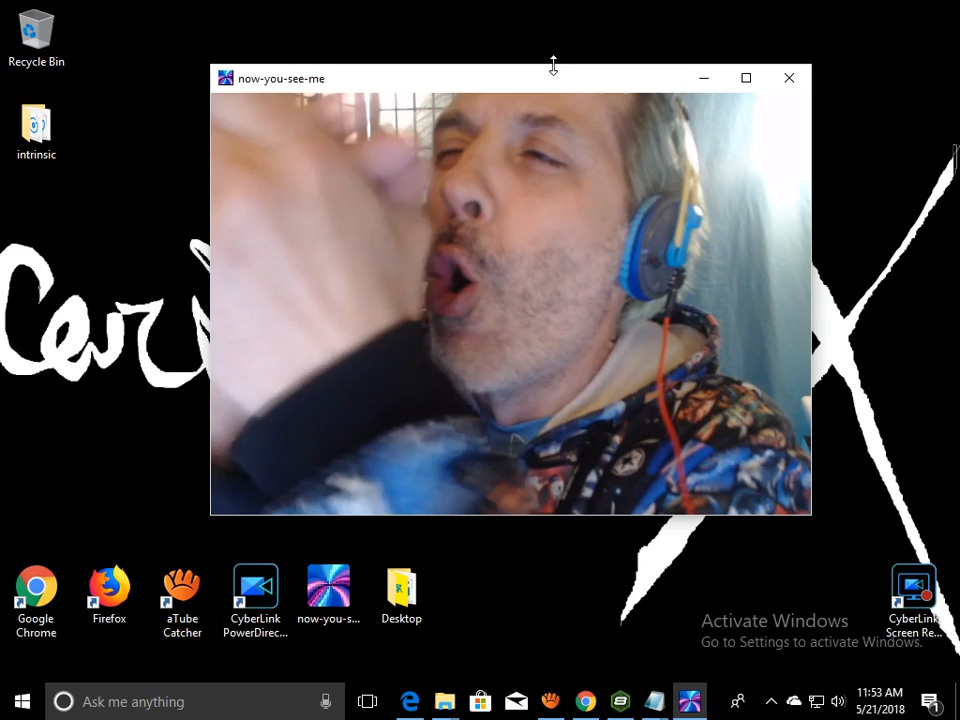 Recycle Bin
intrinsic
now-you-see-me
Google
Chrome
Firefox
aTube
Catcher
CyberLink
PowerDirec...
now-you-s...
Desktop
CyberLink
Screen Re...
Activate Windows
Go to Settings to activate Windows.
Ask me anything
11:53 AM
5/21/2018
1